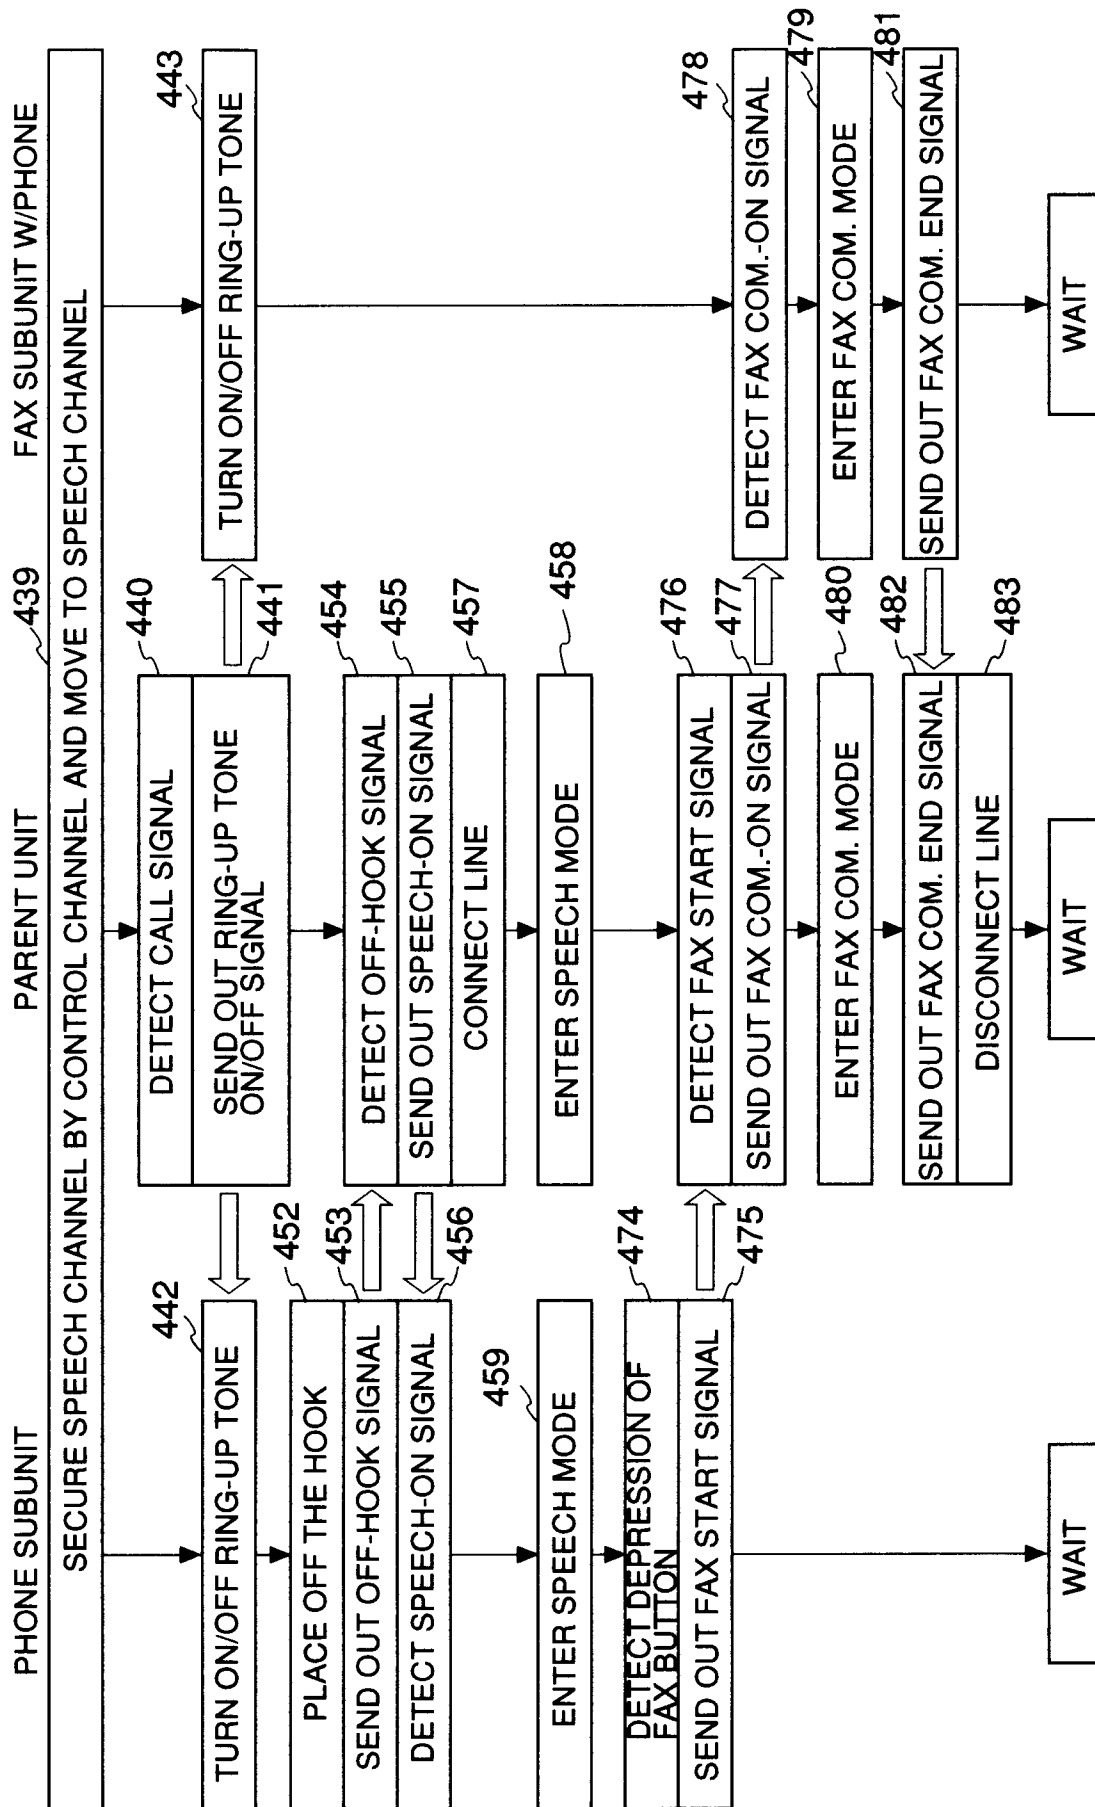 PHONE SUBUNIT
PARENT UNIT
439
FAX SUBUNIT W/PHONE
SECURE SPEECH CHANNEL BY CONTROL CHANNEL AND MOVE TO SPEECH CHANNEL
440
DETECT CALL SIGNAL
442
441
443
TURN ON/OFF RING-UP TONE
SEND OUT RING-UP TONE
ON/OFF SIGNAL
TURN ON/OFF RING-UP TONE
452
PLACE OFF THE HOOK
453
454
SEND OUT OFF-HOOK SIGNAL
DETECT OFF-HOOK SIGNAL
456
455
DETECT SPEECH-ON SIGNAL
SEND OUT SPEECH-ON SIGNAL
457
CONNECT LINE
459
458
ENTER SPEECH MODE
ENTER SPEECH MODE
474
DETECT DEPRESSION OF
FAX BUTTON
475
476
SEND OUT FAX START SIGNAL
DETECT FAX START SIGNAL
477
478
SEND OUT FAX COM.-ON SIGNAL
DETECT FAX COM.-ON SIGNAL
480
479
ENTER FAX COM. MODE
ENTER FAX COM. MODE
482
481
SEND OUT FAX COM. END SIGNAL
SEND OUT FAX COM. END SIGNAL
483
DISCONNECT LINE
WAIT
WAIT
WAIT